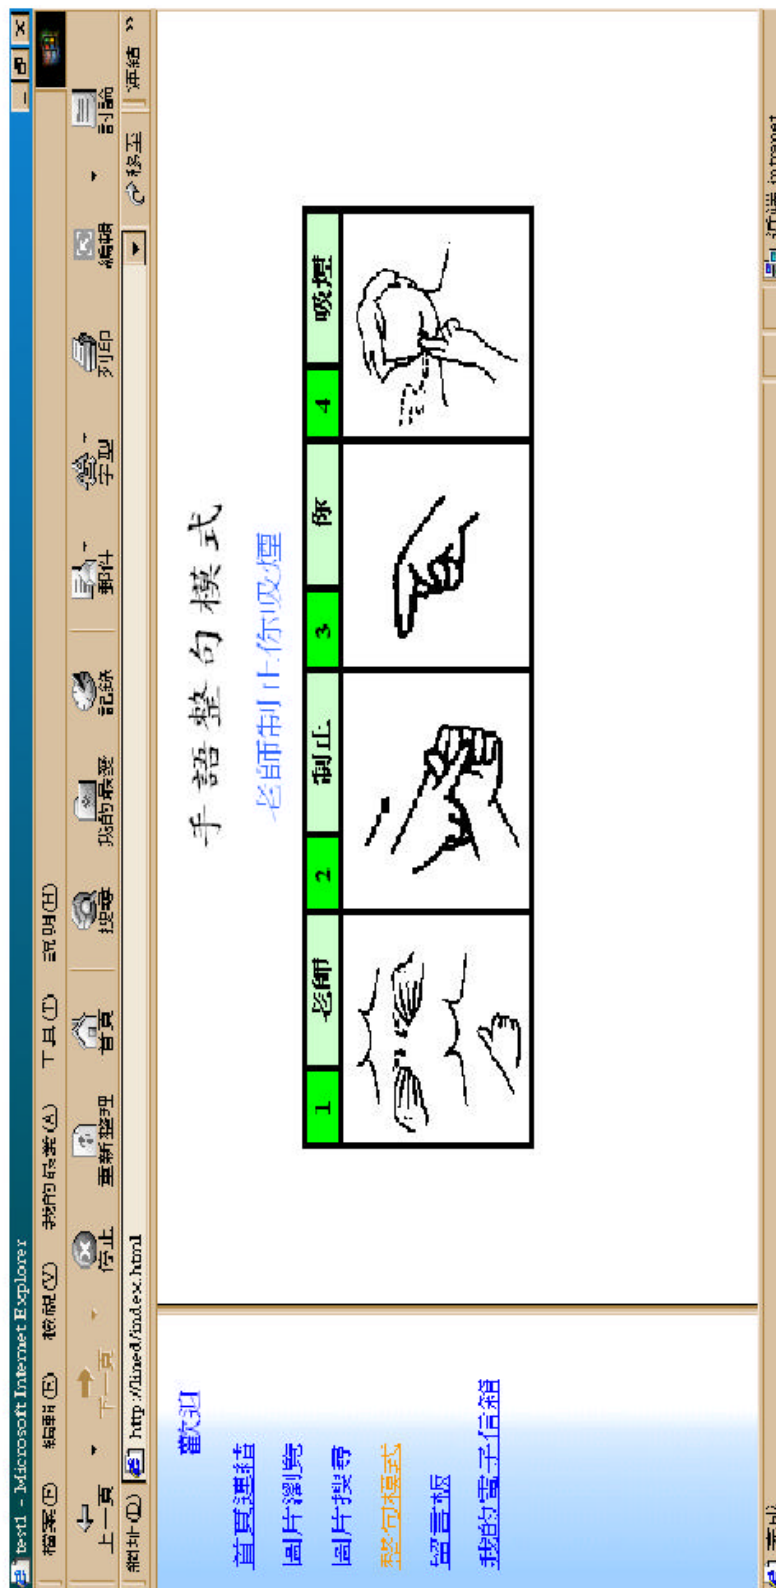 test1 - Microsoft Internet Explorer
檔案(F) 編輯(E) 檢視(V) 我的最愛(A) 工具(T) 說明(H)
上一頁 下一頁 停止 重新整理 首頁 搜尋 我的最愛 記錄 郵件 字型 列印 編輯 討論
網址(D) http://lined/index.html 移至 連結 »
歡迎
首頁連結
圖片瀏覽
圖片搜尋
整句模式
留言板
我的電子信箱
手語整句模式
老師制止你吸煙
1 老師 2 制止 3 你 4 吸煙
完成 近端 intranet